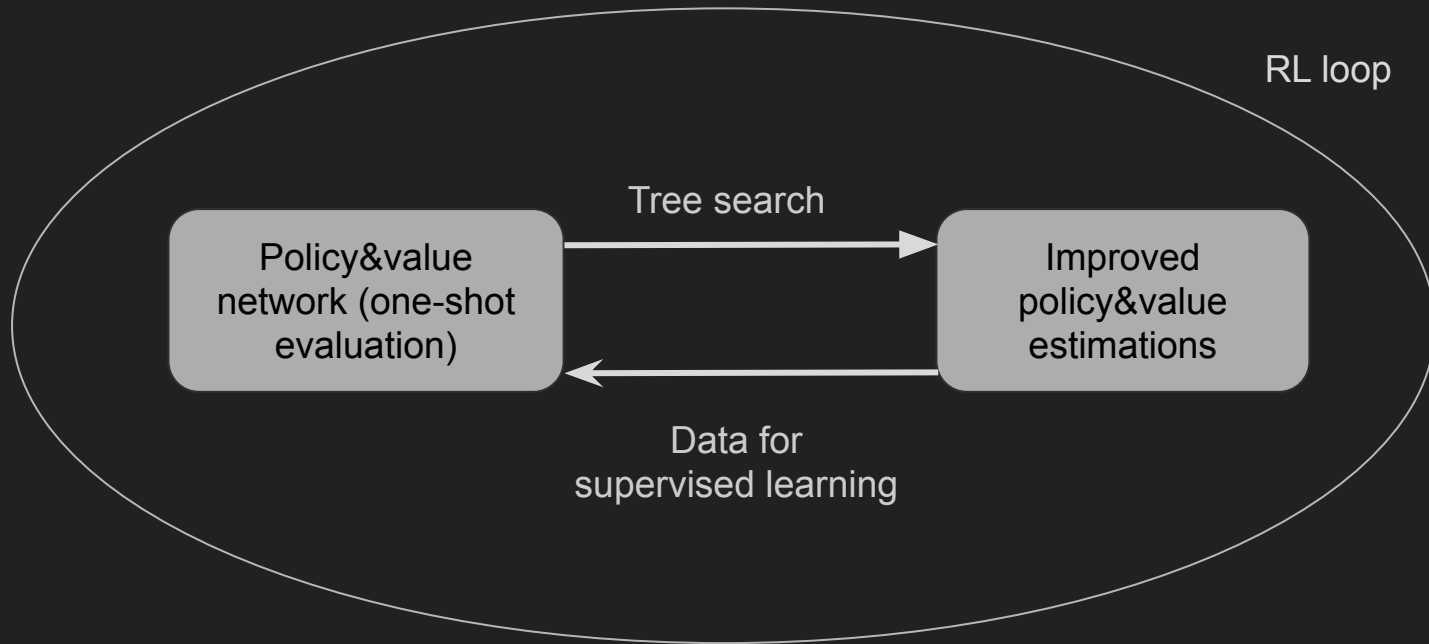 RL loop
Tree search
Policy&value
network (one-shot
evaluation)
Improved
policy&value
estimations
Data for
supervised learning